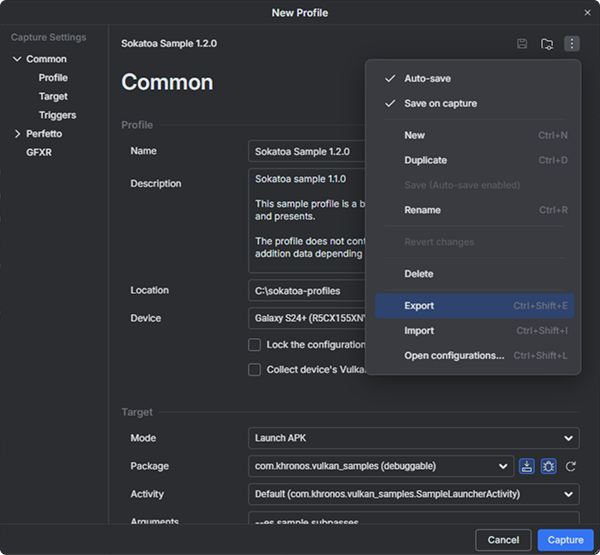 New Profile
Capture Settings
Common
Profile
Target
Triggers
Perfetto
GFXR
Sokatoa Sample 1.2.0
Common
Profile
Name
Sokatoa Sample 1.2.0
Description
Sokatoa sample 1.1.0
This sample profile is a b
and presents.
The profile does not cont
addition data depending
Location
C:\sokatoa-profiles
Device
Galaxy S24+ (R5CX155XN
Lock the configuration
Collect device's Vulka
Auto-save
Save on capture
New Ctrl+N
Duplicate Ctrl+D
Save (Auto-save enabled)
Rename Ctrl+R
Revert changes
Delete
Export Ctrl+Shift+E
Import Ctrl+Shift+I
Open configurations... Ctrl+Shift+L
Target
Mode
Launch APK
Package
com.khronos.vulkan_samples (debuggable)
Activity
Default (com.khronos.vulkan_samples.SampleLauncherActivity)
Arguments
--es sample subpasses
Cancel
Capture